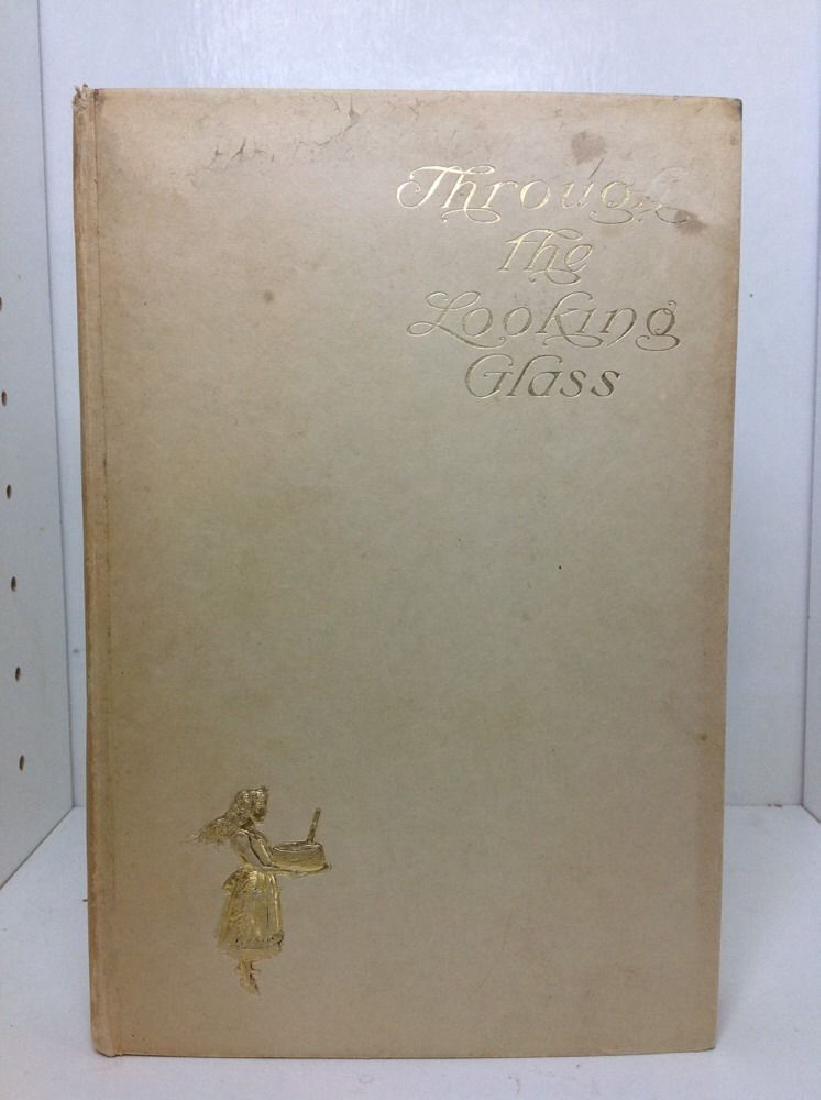 Through
the
Looking
Glass